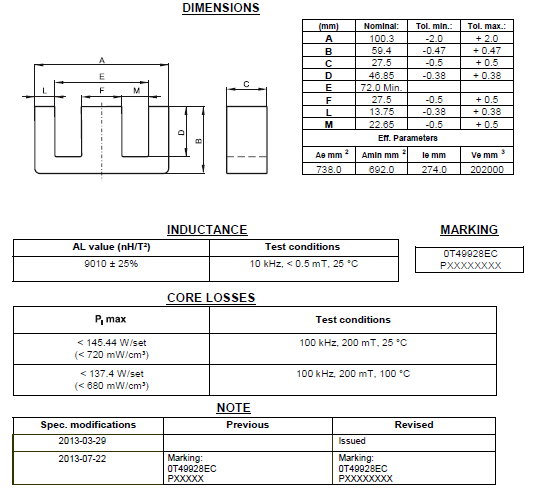 DIMENSIONS
A
E
L
F
M
C
D
B
(mm) Nominal: Tol. min.: Tol. max.:
A 100.3 -2.0 + 2.0
B 59.4 -0.47 + 0.47
C 27.5 -0.5 + 0.5
D 46.85 -0.38 + 0.38
E 72.0 Min.
F 27.5 -0.5 + 0.5
L 13.75 -0.38 + 0.38
M 22.65 -0.5 + 0.5
Eff. Parameters
Ae mm 2 Amin mm 2 le mm Ve mm 3
738.0 692.0 274.0 202000
INDUCTANCE
AL value (nH/T²) Test conditions
9010 ± 25% 10 kHz, < 0.5 mT, 25 °C
MARKING
0T49928EC
PXXXXXXXX
CORE LOSSES
Pl max Test conditions
< 145.44 W/set 100 kHz, 200 mT, 25 °C
(< 720 mW/cm³)
< 137.4 W/set 100 kHz, 200 mT, 100 °C
(< 680 mW/cm³)
NOTE
Spec. modifications Previous Revised
2013-03-29 Issued
2013-07-22 Marking: Marking:
0T49928EC 0T49928EC
PXXXXX PXXXXXXXX